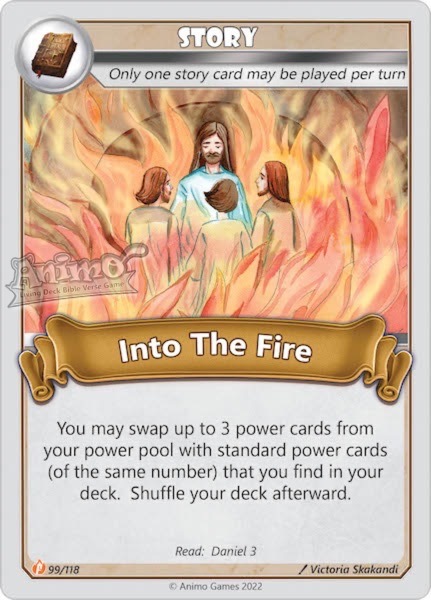 STORY
Only one story card may be played per turn
Animo
Living Deck Bible Verse Game
Into The Fire
You may swap up to 3 power cards from
your power pool with standard power cards
(of the same number) that you find in your
deck.  Shuffle your deck afterward.
Read:  Daniel 3
99/118
Victoria Skakandi
© Animo Games 2022